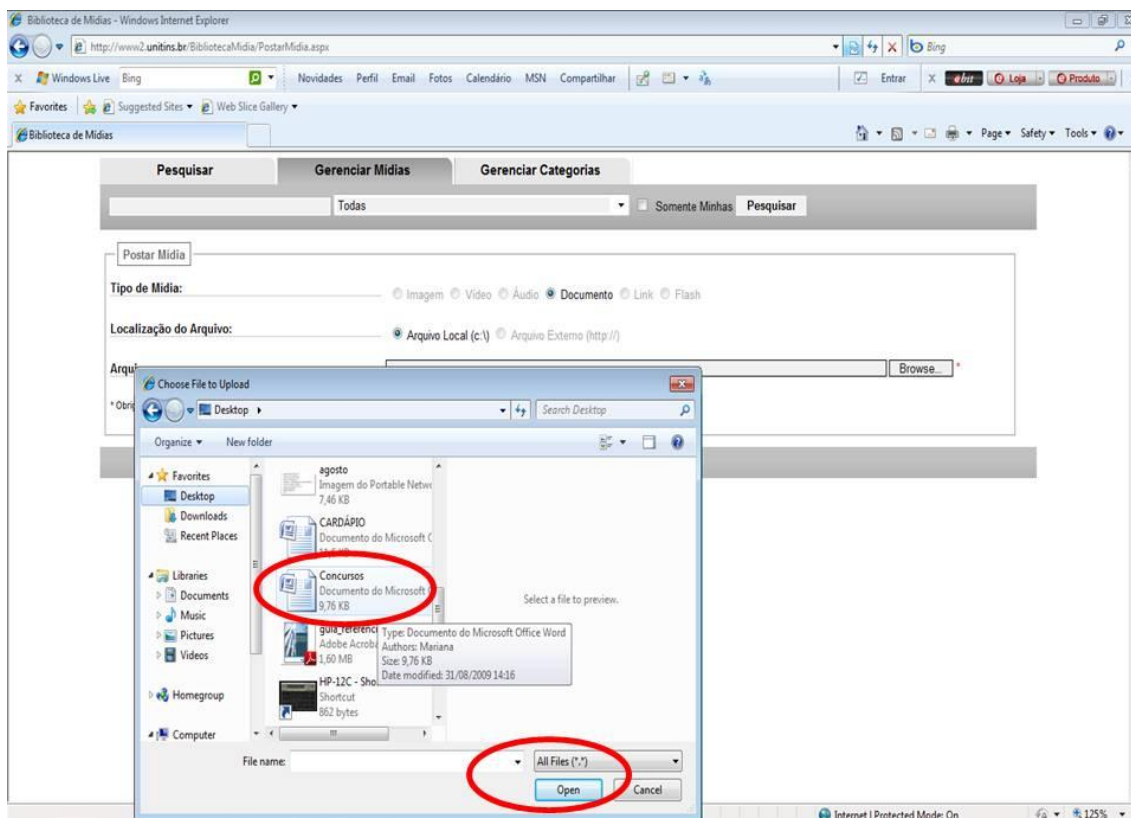 Biblioteca de Mídias - Windows Internet Explorer
http://www2.unitins.br/BibliotecaMidia/PostarMidia.aspx
Bing
X Windows Live Bing Novidades Perfil Email Fotos Calendário MSN Compartilhar Entrar X ebit Loja Produto
Favorites Suggested Sites Web Slice Gallery
Biblioteca de Mídias Page Safety Tools
Pesquisar Gerenciar Mídias Gerenciar Categorias
Todas Somente Minhas Pesquisar
Postar Mídia
Tipo de Mídia: Imagem Vídeo Áudio Documento Link Flash
Localização do Arquivo: Arquivo Local (c:\) Arquivo Externo (http://)
Browse... *
Choose File to Upload
Desktop Search Desktop
Organize New folder
Favorites
Desktop
Downloads
Recent Places
Libraries
Documents
Music
Pictures
Videos
Homegroup
Computer
agosto
Imagem do Portable Netwo
7,46 KB
CARDÁPIO
Documento do Microsoft O
Concursos
Documento do Microsoft
9,76 KB
guia_referenc
Adobe Acroba
1,60 MB
HP-12C - Sho
Shortcut
862 bytes
Type: Documento do Microsoft Office Word
Authors: Mariana
Size: 9,76 KB
Date modified: 31/08/2009 14:16
Select a file to preview.
File name: All Files (*.*)
Open Cancel
Internet | Protected Mode: On 125%